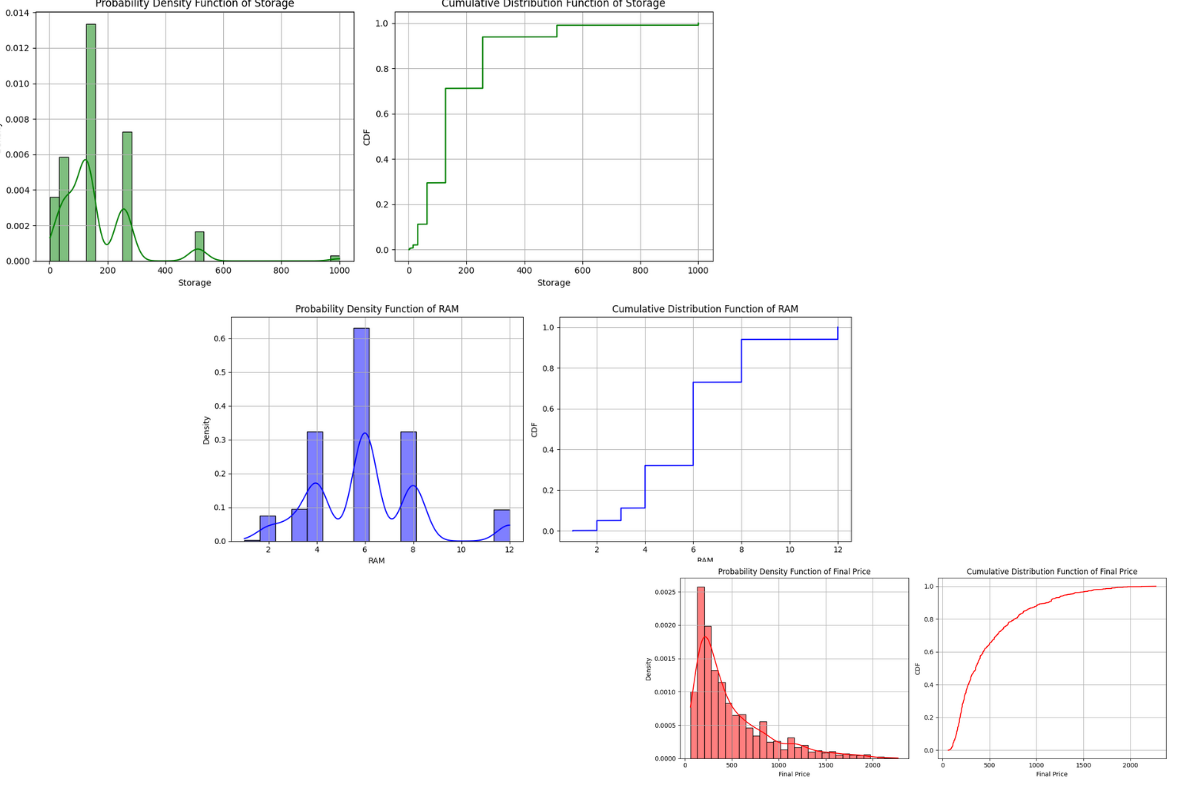 Probability Density Function of Storage
0.014
0.012
0.010
0.008
0.006
0.004
0.002
0.000
0 200 400 600 800 1000
Storage
Cumulative Distribution Function of Storage
CDF
1.0
0.8
0.6
0.4
0.2
0.0
0 200 400 600 800 1000
Storage
Probability Density Function of RAM
Density
0.6
0.5
0.4
0.3
0.2
0.1
0.0
2 4 6 8 10 12
RAM
Cumulative Distribution Function of RAM
CDF
1.0
0.8
0.6
0.4
0.2
0.0
2 4 6 8 10 12
RAM
Probability Density Function of Final Price
Density
0.0025
0.0020
0.0015
0.0010
0.0005
0.0000
0 500 1000 1500 2000
Final Price
Cumulative Distribution Function of Final Price
CDF
1.0
0.8
0.6
0.4
0.2
0.0
0 500 1000 1500 2000
Final Price